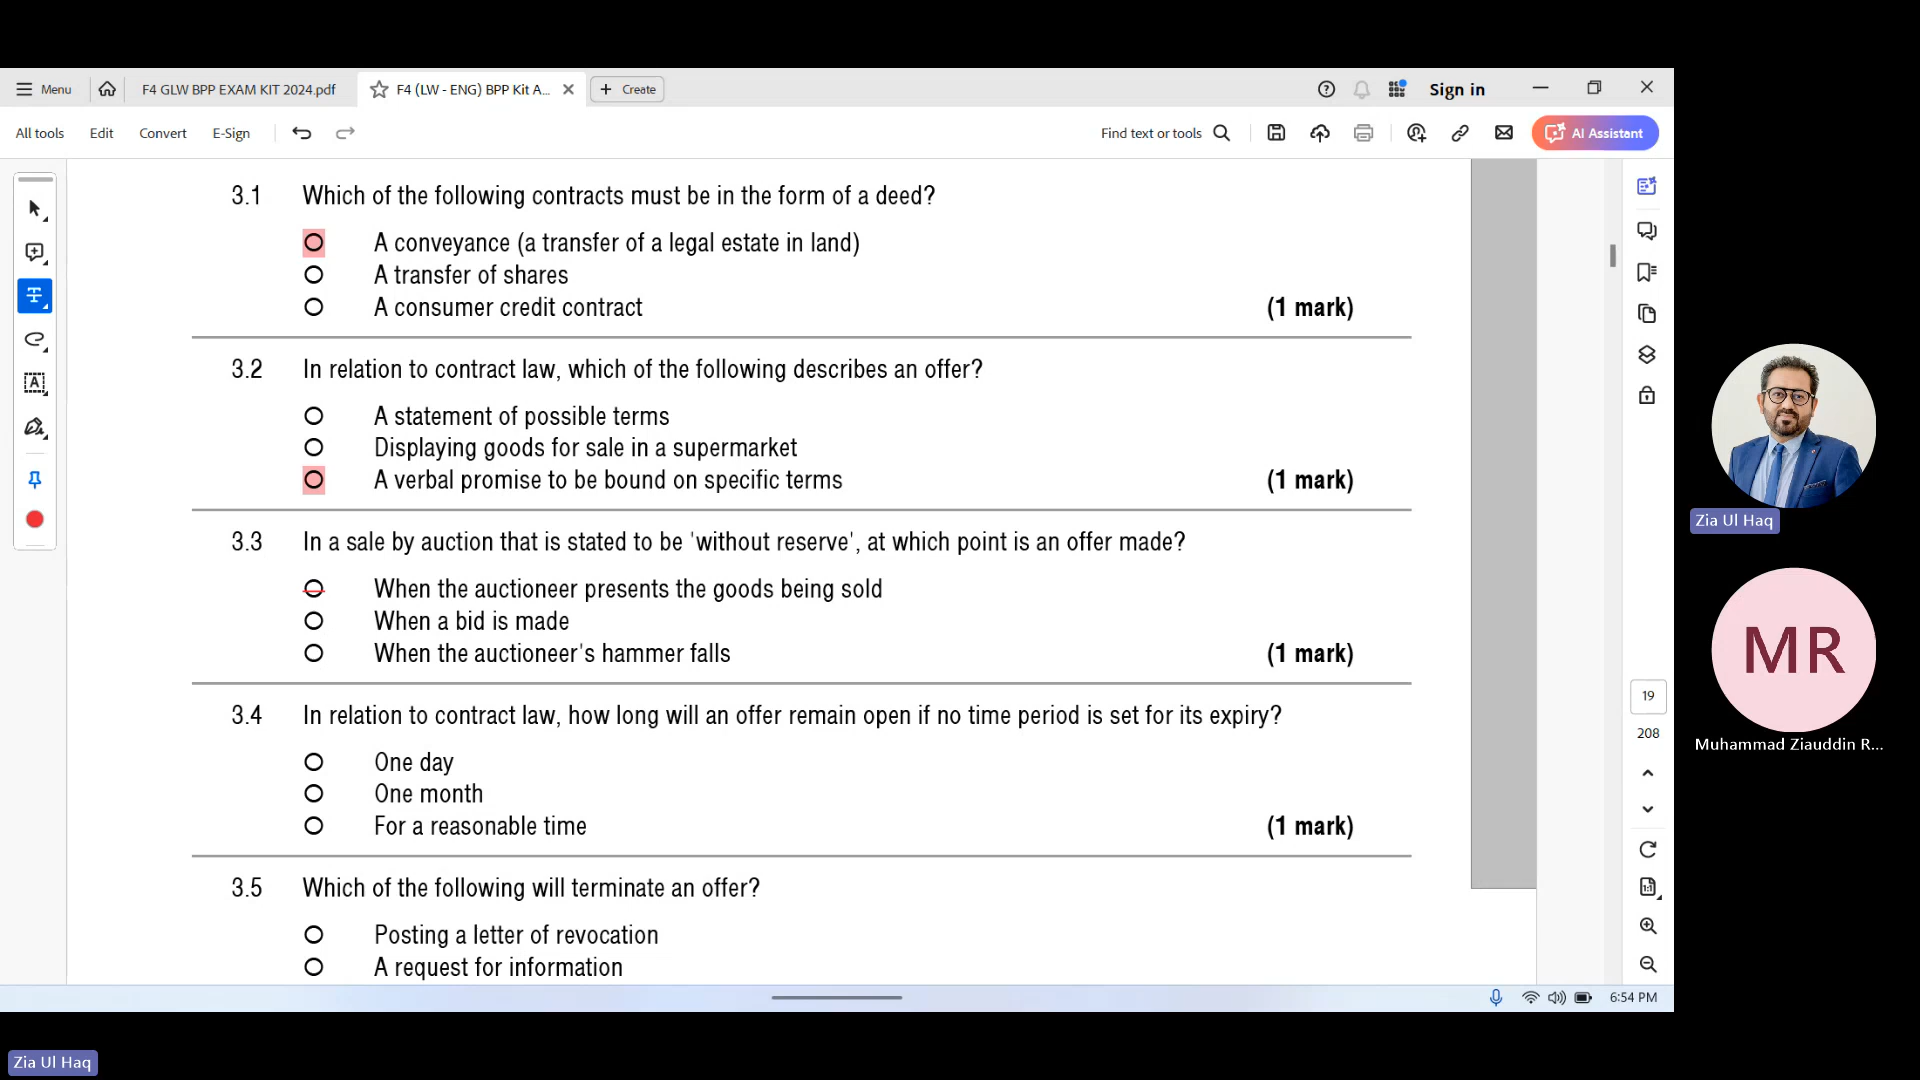 Menu
F4 GLW BPP EXAM KIT 2024.pdf
F4 (LW - ENG) BPP Kit A...
Create
Sign in
All tools
Edit
Convert
E-Sign
Find text or tools
AI Assistant
3.1 Which of the following contracts must be in the form of a deed?
A conveyance (a transfer of a legal estate in land)
A transfer of shares
A consumer credit contract (1 mark)
3.2 In relation to contract law, which of the following describes an offer?
A statement of possible terms
Displaying goods for sale in a supermarket
A verbal promise to be bound on specific terms (1 mark)
3.3 In a sale by auction that is stated to be 'without reserve', at which point is an offer made?
When the auctioneer presents the goods being sold
When a bid is made
When the auctioneer's hammer falls (1 mark)
3.4 In relation to contract law, how long will an offer remain open if no time period is set for its expiry?
One day
One month
For a reasonable time (1 mark)
3.5 Which of the following will terminate an offer?
Posting a letter of revocation
A request for information
19
208
6:54 PM
Zia Ul Haq
MR
Muhammad Ziauddin R...
Zia Ul Haq